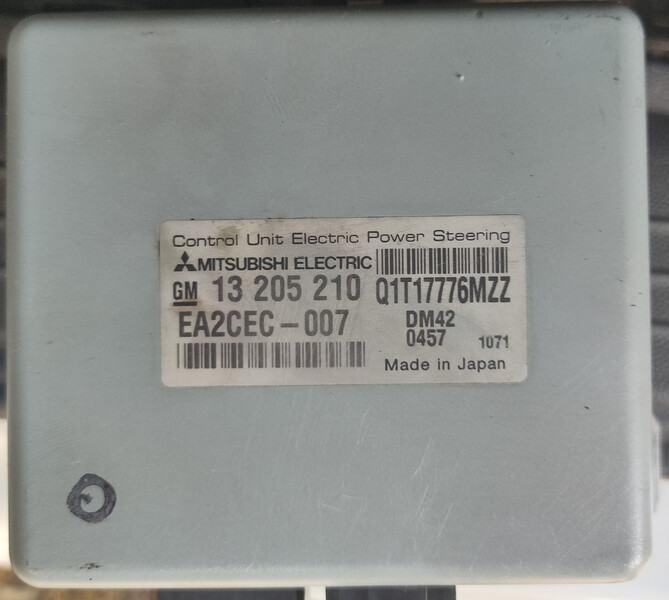 Control Unit Electric Power Steering
MITSUBISHI ELECTRIC
GM 13 205 210 Q1T17776MZZ
EA2CEC-007 DM42
0457 1071
Made in Japan